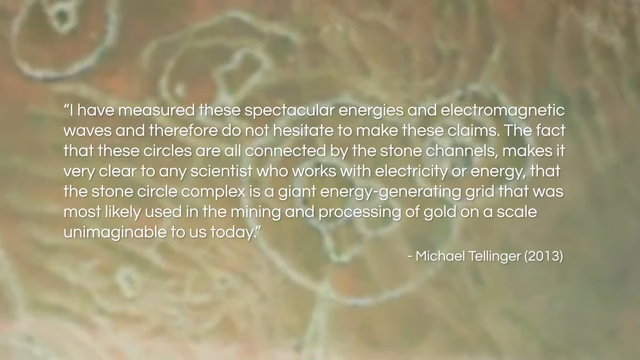 “I have measured these spectacular energies and electromagnetic
waves and therefore do not hesitate to make these claims. The fact
that these circles are all connected by the stone channels, makes it
very clear to any scientist who works with electricity or energy, that
the stone circle complex is a giant energy-generating grid that was
most likely used in the mining and processing of gold on a scale
unimaginable to us today.”
- Michael Tellinger (2013)